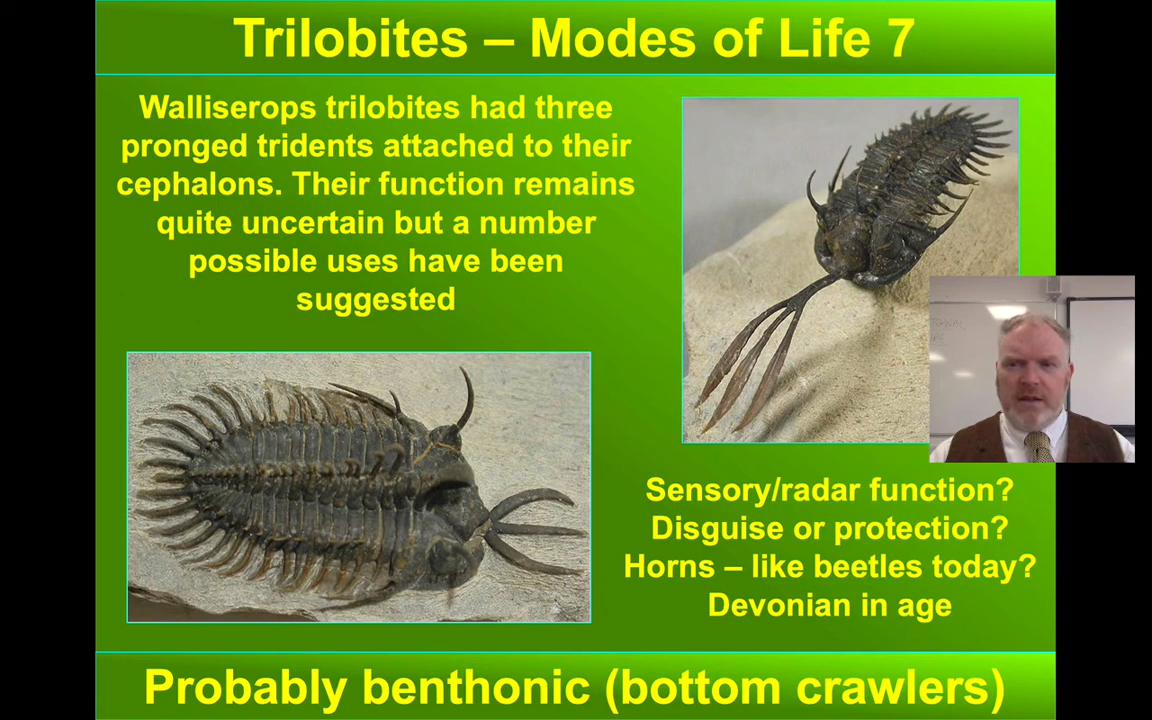 Trilobites – Modes of Life 7
Walliserops trilobites had three
pronged tridents attached to their
cephalons. Their function remains
quite uncertain but a number
possible uses have been
suggested
Sensory/radar function?
Disguise or protection?
Horns – like beetles today?
Devonian in age
Probably benthonic (bottom crawlers)